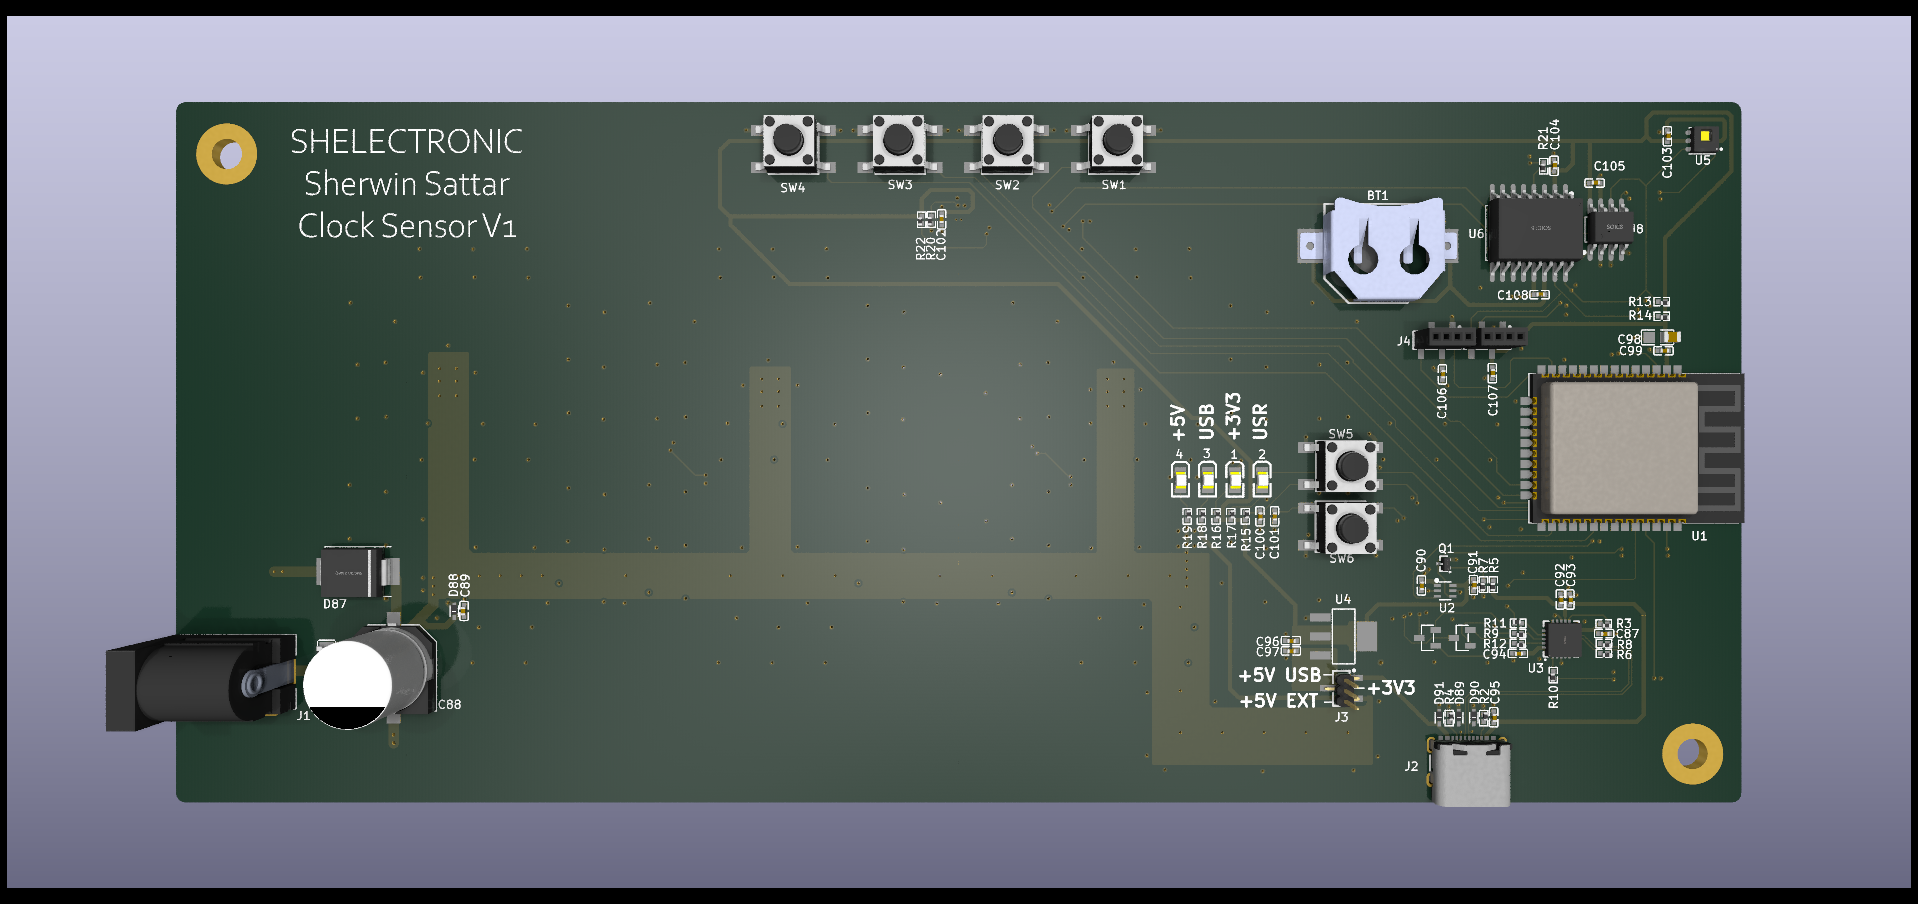 SHELECTRONIC
Sherwin Sattar
Clock Sensor V1
SW4
SW3
SW2
SW1
R22
R20
C102
BT1
R21
C104
C105
C103
U5
U6
C108
R13
R14
C98
C99
J4
C106
C107
+5V
USB
+3V3
USR
4
3
1
2
R19
R18
R16
R17
R15
C100
C101
SW5
SW6
U1
D87
D88
C89
J1
C88
Q1
C90
U2
C91
R7
R5
C92
C93
U4
C96
C97
R11
R9
R12
C94
U3
R3
C87
R8
R6
R10
+5V USB
+5V EXT
+3V3
J3
D91
R4
D89
D90
R2
C95
J2